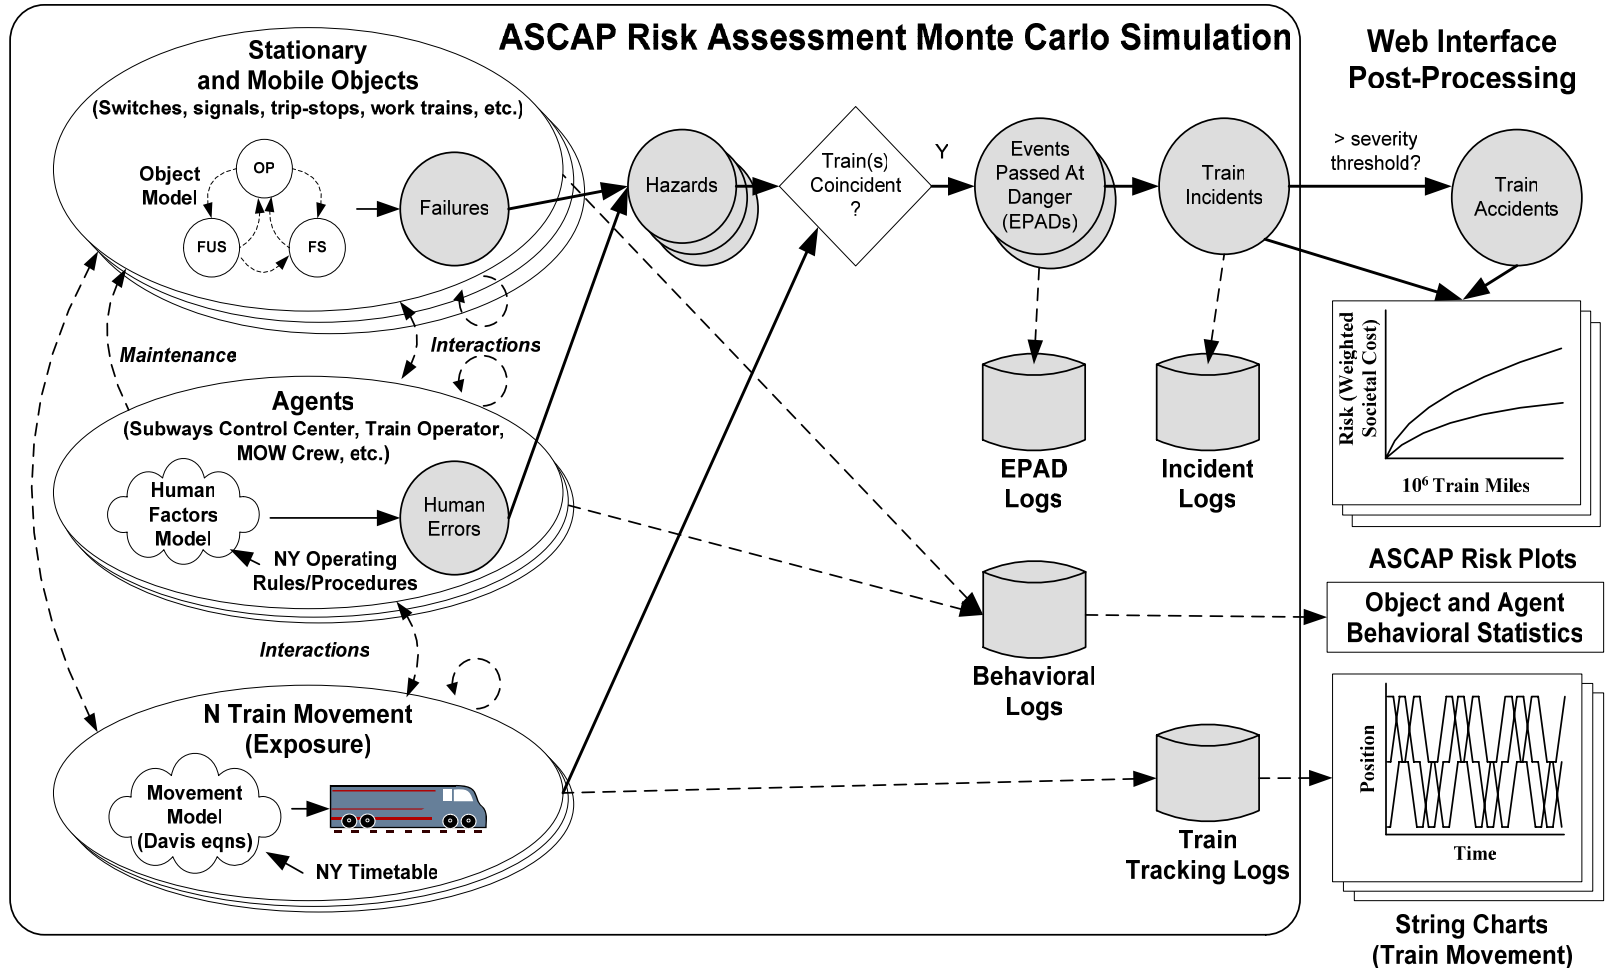 ASCAP Risk Assessment Monte Carlo Simulation
Web Interface
Post-Processing
Stationary
and Mobile Objects
(Switches, signals, trip-stops, work trains, etc.)
Object
Model
OP
FUS
FS
Failures
Hazards
Train(s)
Coincident
?
Y
Events
Passed At
Danger
(EPADs)
Train
Incidents
> severity
threshold?
Train
Accidents
Maintenance
Interactions
Agents
(Subways Control Center, Train Operator,
MOW Crew, etc.)
Human
Factors
Model
Human
Errors
NY Operating
Rules/Procedures
EPAD
Logs
Incident
Logs
Risk (Weighted
Societal Cost)
10⁶ Train Miles
ASCAP Risk Plots
Object and Agent
Behavioral Statistics
Interactions
Behavioral
Logs
N Train Movement
(Exposure)
Movement
Model
(Davis eqns)
NY Timetable
Train
Tracking Logs
Position
Time
String Charts
(Train Movement)